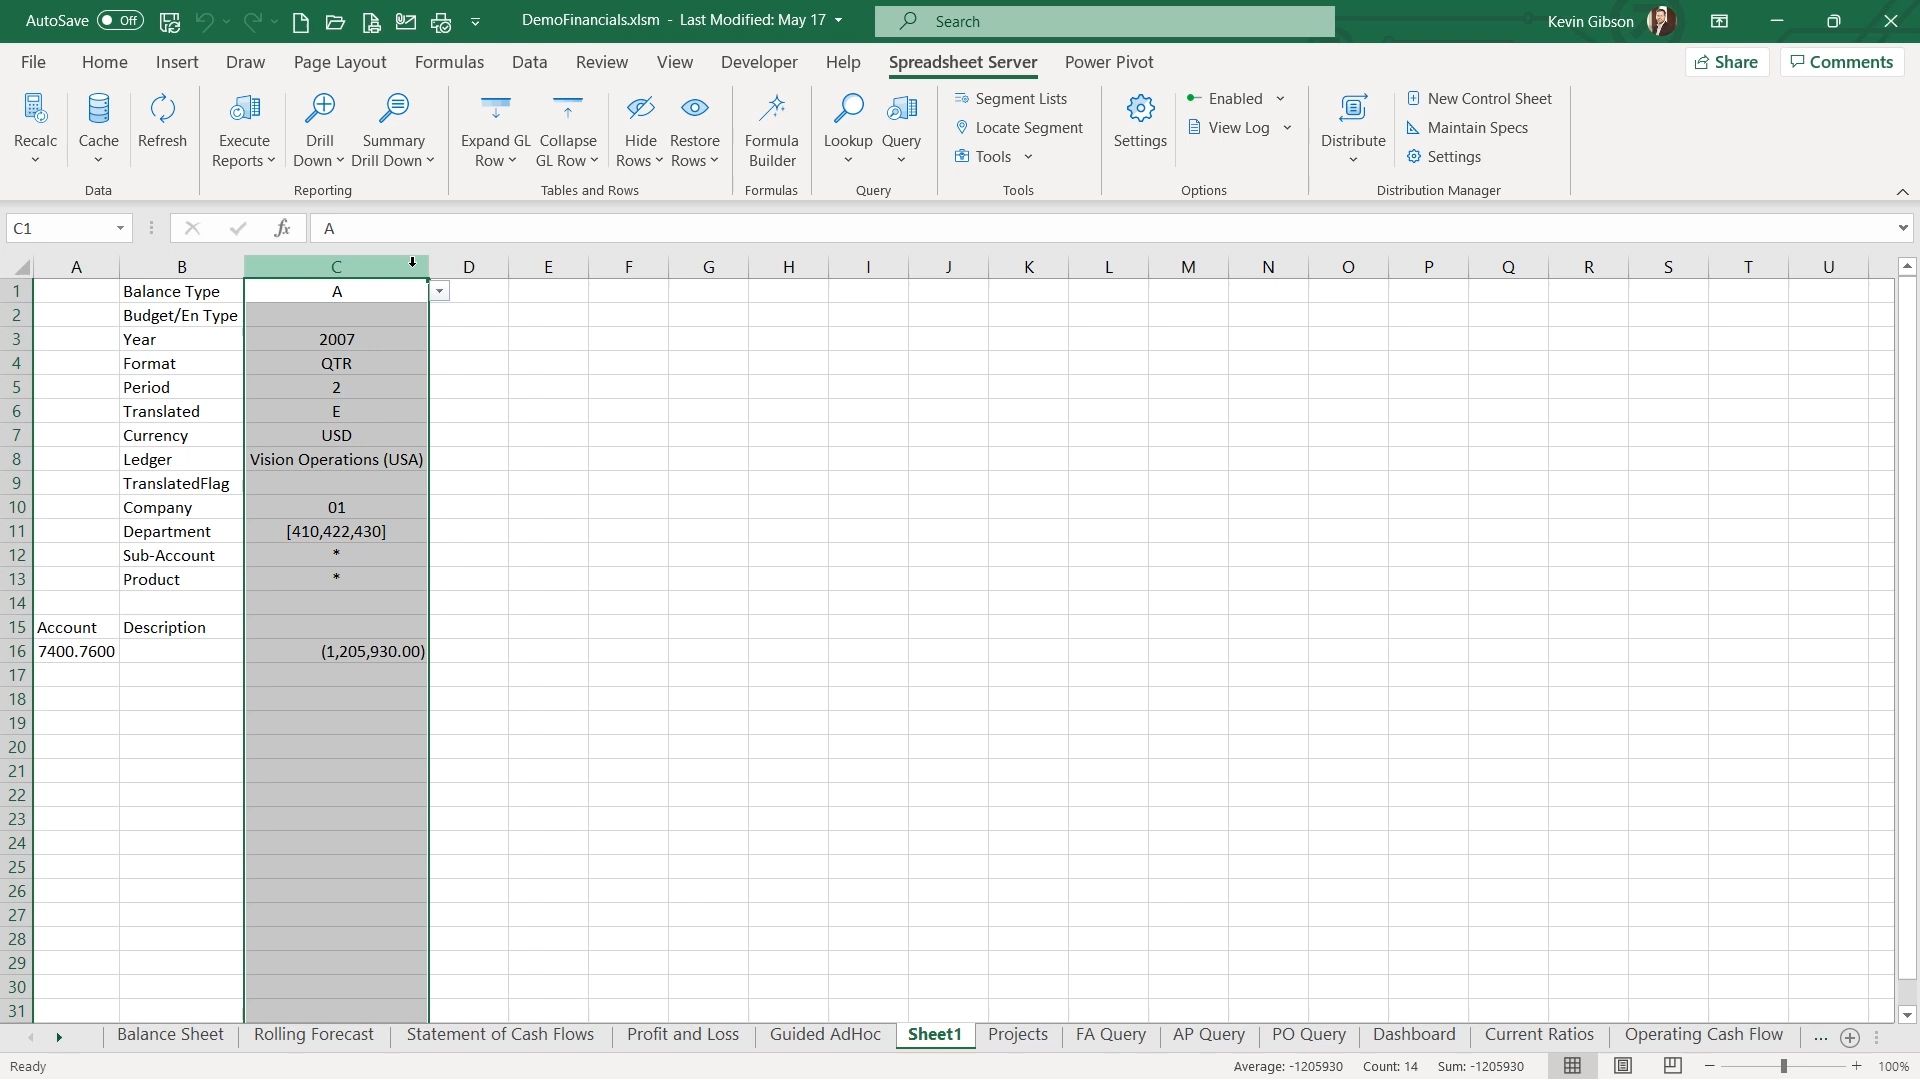 AutoSave Off DemoFinancials.xlsm - Last Modified: May 17 Search Kevin Gibson
File Home Insert Draw Page Layout Formulas Data Review View Developer Help Spreadsheet Server Power Pivot Share Comments
Recalc Cache Refresh Execute Reports Drill Down Summary Drill Down Expand GL Row Collapse GL Row Hide Rows Restore Rows Formula Builder Lookup Query
Segment Lists
Locate Segment
Tools
Settings
Enabled
View Log
Distribute
New Control Sheet
Maintain Specs
Settings
Data Reporting Tables and Rows Formulas Query Tools Options Distribution Manager
C1 fx A
A B C D E F G H I J K L M N O P Q R S T U
1 Balance Type A
2 Budget/En Type
3 Year 2007
4 Format QTR
5 Period 2
6 Translated E
7 Currency USD
8 Ledger Vision Operations (USA)
9 TranslatedFlag
10 Company 01
11 Department [410,422,430]
12 Sub-Account *
13 Product *
14
15 Account Description
16 7400.7600 (1,205,930.00)
17
18
19
20
21
22
23
24
25
26
27
28
29
30
31
Balance Sheet Rolling Forecast Statement of Cash Flows Profit and Loss Guided AdHoc Sheet1 Projects FA Query AP Query PO Query Dashboard Current Ratios Operating Cash Flow ...
Ready Average: -1205930 Count: 14 Sum: -1205930 100%